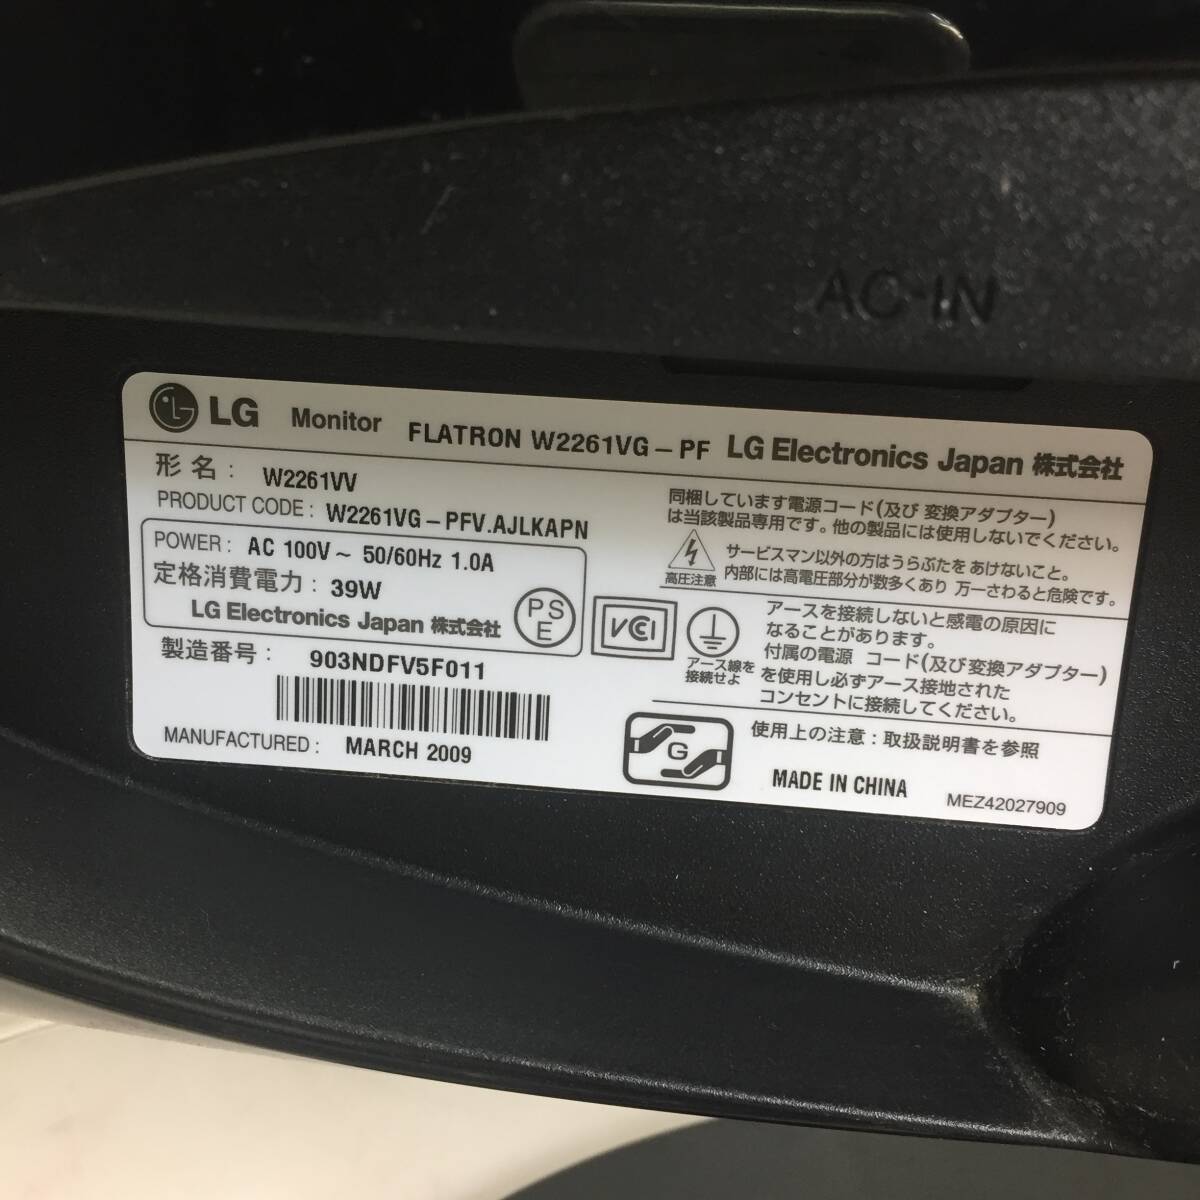 AC-IN
LG Monitor FLATRON W2261VG-PF LG Electronics Japan 株式会社
形名: W2261VV
PRODUCT CODE: W2261VG-PFV.AJLKAPN
POWER: AC 100V~ 50/60Hz 1.0A
定格消費電力: 39W
LG Electronics Japan 株式会社
PS
E
製造番号: 903NDFV5F011
MANUFACTURED: MARCH 2009
同梱しています電源コード(及び 変換アダプター)
は当該製品専用です。他の製品には使用しないでください。
高圧注意
サービスマン以外の方はうらぶたを あけないこと。
内部には高電圧部分が数多くあり 万一さわると危険です。
VCCI
アース線を
接続せよ
アースを接続しないと感電の原因に
なることがあります。
付属の電源 コード(及び変換アダプター)
を使用し必ずアース接地された
コンセントに接続してください。
G
使用上の注意:取扱説明書を参照
MADE IN CHINA
MEZ42027909